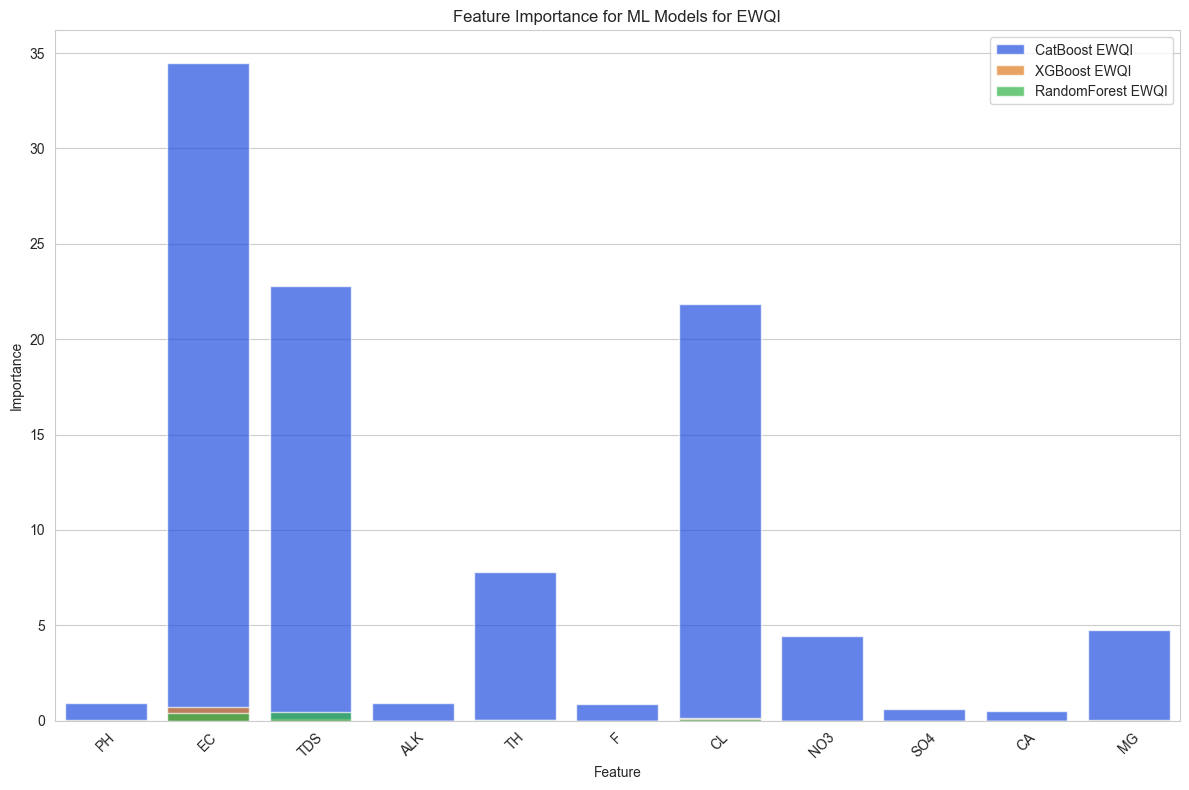 Feature Importance for ML Models for EWQI
CatBoost EWQI
XGBoost EWQI
RandomForest EWQI
Importance
35
30
25
20
15
10
5
0
PH
EC
TDS
ALK
TH
F
CL
NO3
SO4
CA
MG
Feature